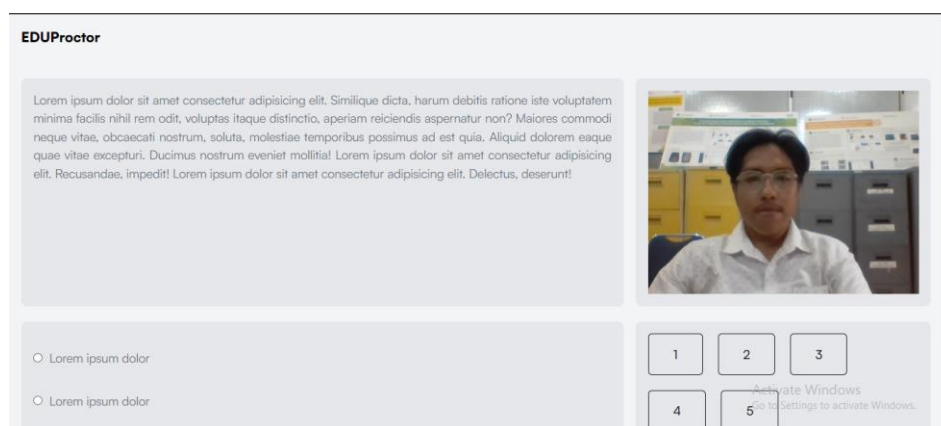 EDUProctor
Lorem ipsum dolor sit amet consectetur adipisicing elit. Similique dicta, harum debitis ratione iste voluptatem
minima facilis nihil rem odit, voluptas itaque distinctio, aperiam reiciendis aspernatur non? Maiores commodi
neque vitae, obcaecati nostrum, soluta, molestiae temporibus possimus ad est quia. Aliquid dolorem eaque
quae vitae excepturi. Ducimus nostrum eveniet mollitia! Lorem ipsum dolor sit amet consectetur adipisicing
elit. Recusandae, impedit! Lorem ipsum dolor sit amet consectetur adipisicing elit. Delectus, deserunt!
Lorem ipsum dolor
Lorem ipsum dolor
1 2 3
4 5
Activate Windows
Go to Settings to activate Windows.